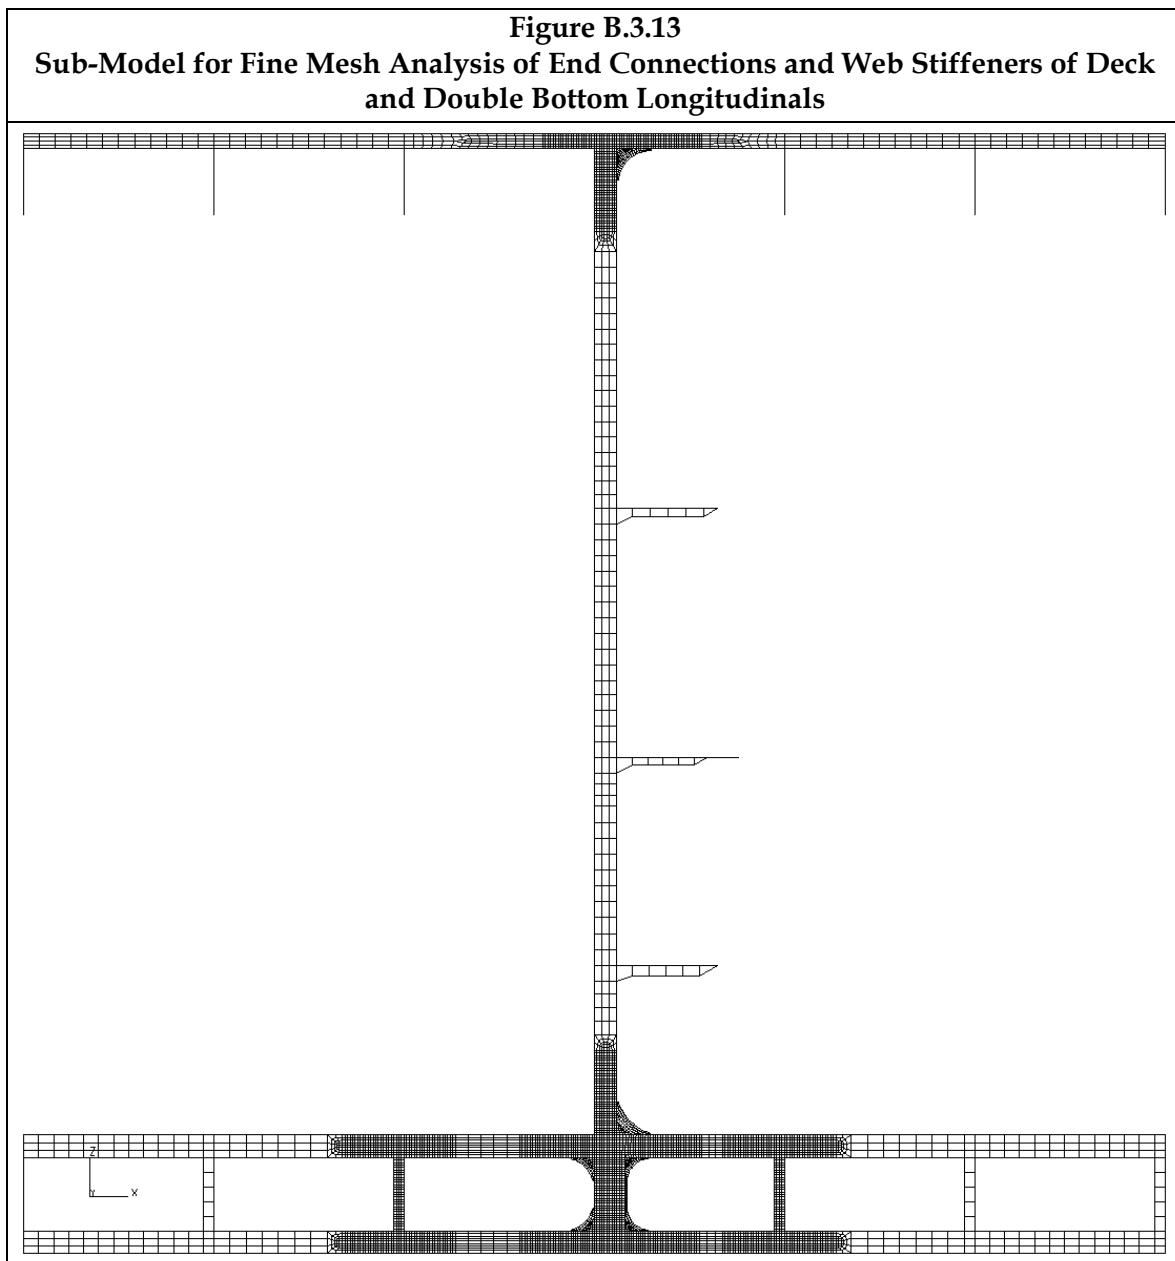 Figure B.3.13
Sub-Model for Fine Mesh Analysis of End Connections and Web Stiffeners of Deck
and Double Bottom Longitudinals
Z
Y
X